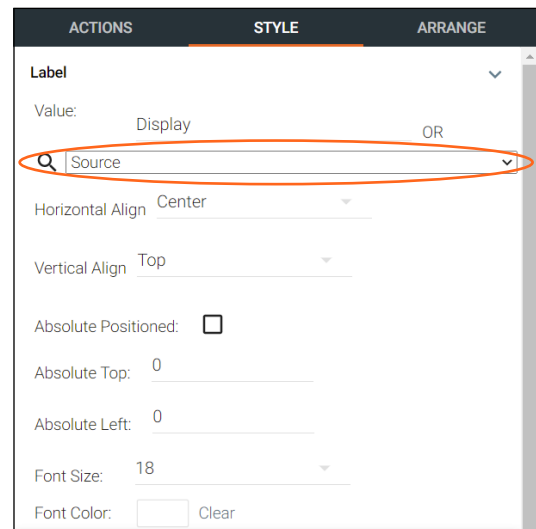 ACTIONS STYLE ARRANGE
Label
Value: Display OR
Source
Horizontal Align Center
Vertical Align Top
Absolute Positioned:
Absolute Top: 0
Absolute Left: 0
Font Size: 18
Font Color: Clear